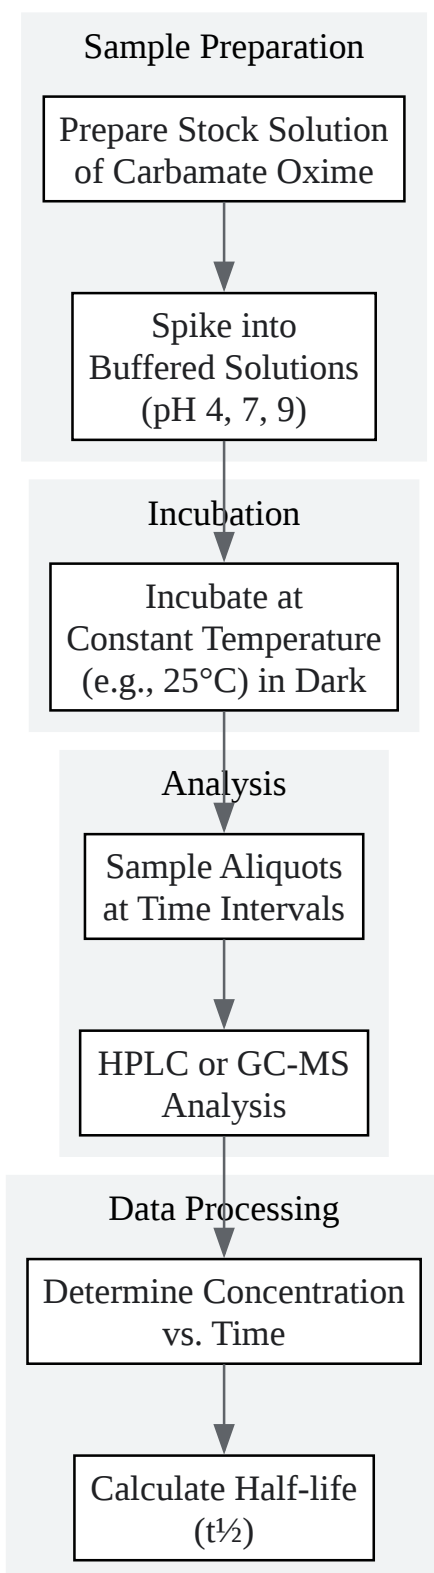 Sample Preparation
Prepare Stock Solution
of Carbamate Oxime
Spike into
Buffered Solutions
(pH 4, 7, 9)
Incubation
Incubate at
Constant Temperature
(e.g., 25°C) in Dark
Analysis
Sample Aliquots
at Time Intervals
HPLC or GC-MS
Analysis
Data Processing
Determine Concentration
vs. Time
Calculate Half-life
(t½)